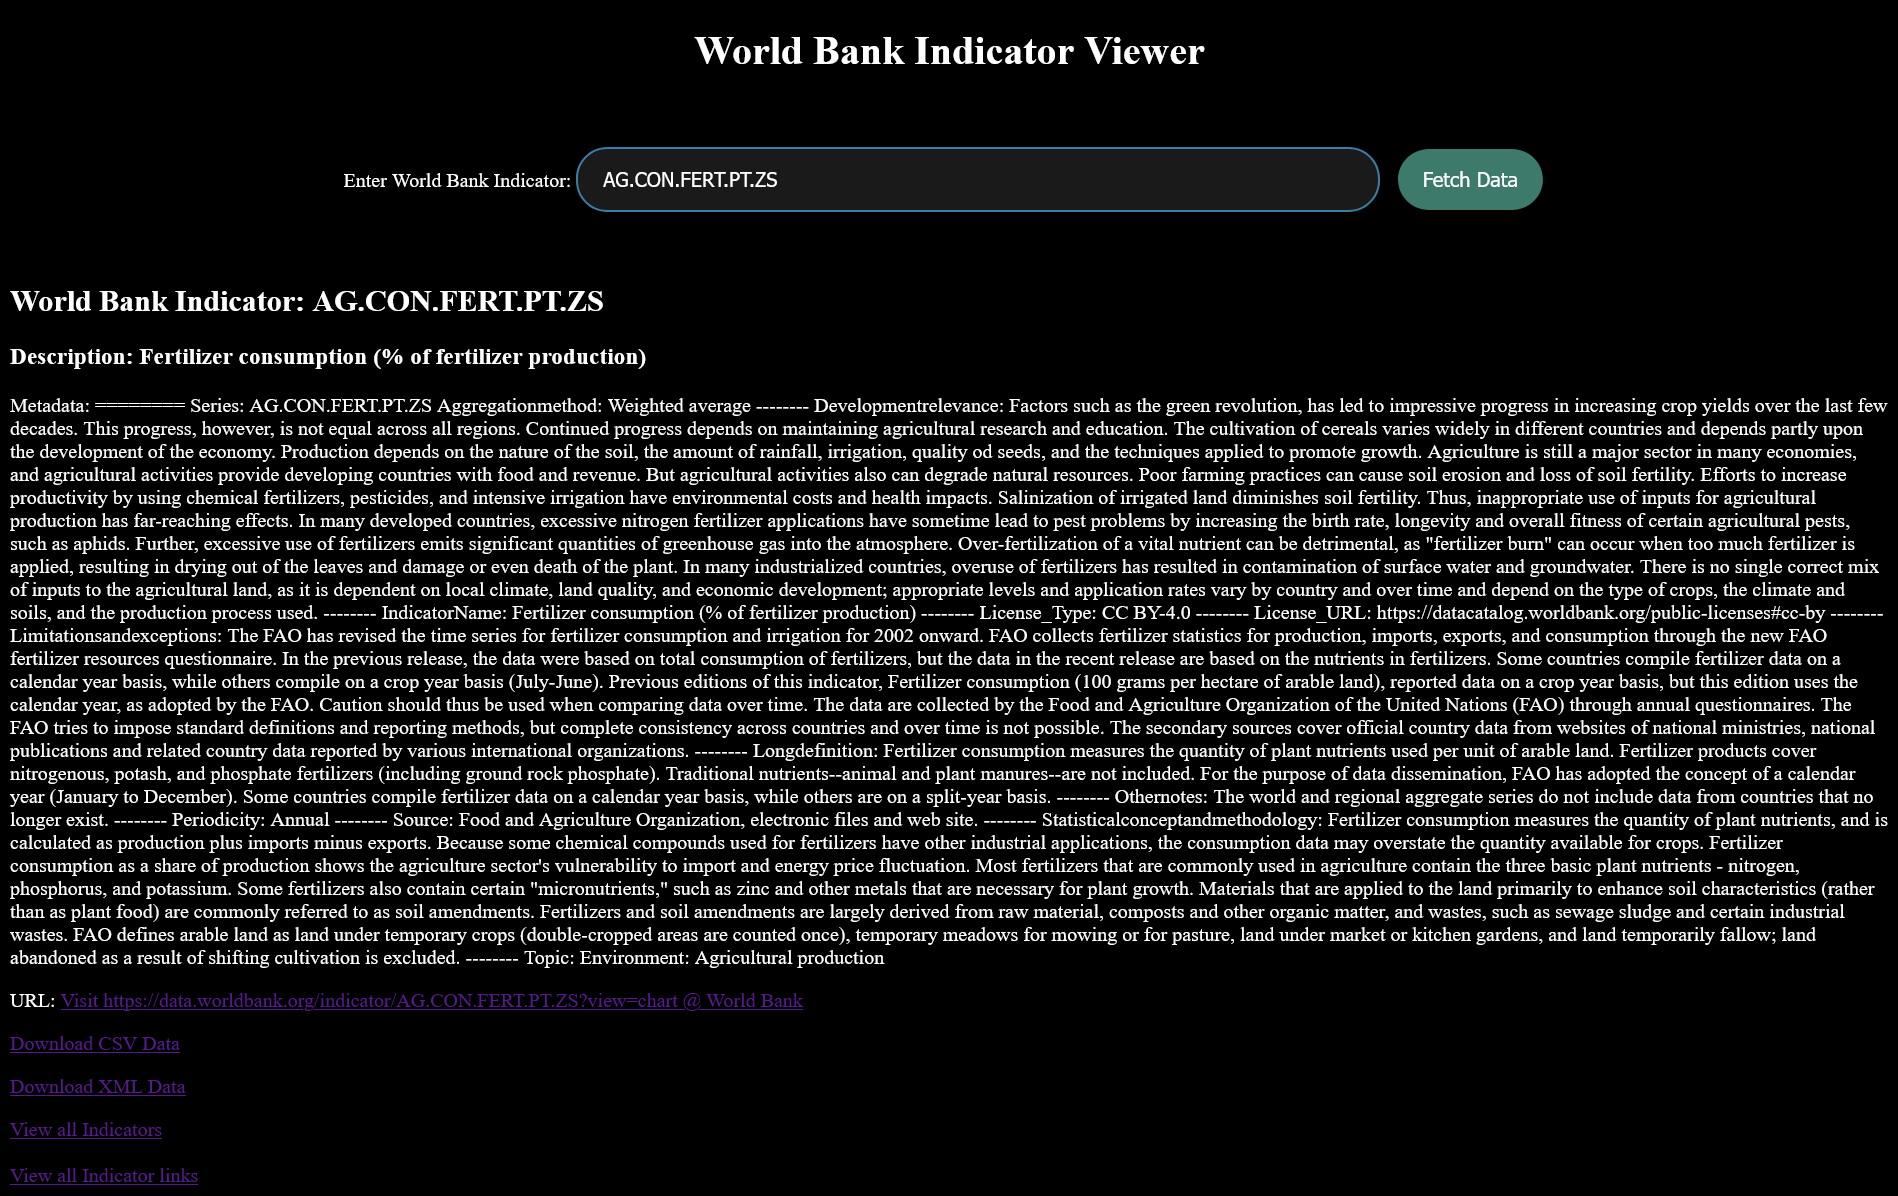 World Bank Indicator Viewer
Enter World Bank Indicator: AG.CON.FERT.PT.ZS Fetch Data
World Bank Indicator: AG.CON.FERT.PT.ZS
Description: Fertilizer consumption (% of fertilizer production)
Metadata: ======== Series: AG.CON.FERT.PT.ZS Aggregationmethod: Weighted average -------- Developmentrelevance: Factors such as the green revolution, has led to impressive progress in increasing crop yields over the last few
decades. This progress, however, is not equal across all regions. Continued progress depends on maintaining agricultural research and education. The cultivation of cereals varies widely in different countries and depends partly upon
the development of the economy. Production depends on the nature of the soil, the amount of rainfall, irrigation, quality od seeds, and the techniques applied to promote growth. Agriculture is still a major sector in many economies,
and agricultural activities provide developing countries with food and revenue. But agricultural activities also can degrade natural resources. Poor farming practices can cause soil erosion and loss of soil fertility. Efforts to increase
productivity by using chemical fertilizers, pesticides, and intensive irrigation have environmental costs and health impacts. Salinization of irrigated land diminishes soil fertility. Thus, inappropriate use of inputs for agricultural
production has far-reaching effects. In many developed countries, excessive nitrogen fertilizer applications have sometime lead to pest problems by increasing the birth rate, longevity and overall fitness of certain agricultural pests,
such as aphids. Further, excessive use of fertilizers emits significant quantities of greenhouse gas into the atmosphere. Over-fertilization of a vital nutrient can be detrimental, as "fertilizer burn" can occur when too much fertilizer is
applied, resulting in drying out of the leaves and damage or even death of the plant. In many industrialized countries, overuse of fertilizers has resulted in contamination of surface water and groundwater. There is no single correct mix
of inputs to the agricultural land, as it is dependent on local climate, land quality, and economic development; appropriate levels and application rates vary by country and over time and depend on the type of crops, the climate and
soils, and the production process used. -------- IndicatorName: Fertilizer consumption (% of fertilizer production) -------- License_Type: CC BY-4.0 -------- License_URL: https://datacatalog.worldbank.org/public-licenses#cc-by --------
Limitationsandexceptions: The FAO has revised the time series for fertilizer consumption and irrigation for 2002 onward. FAO collects fertilizer statistics for production, imports, exports, and consumption through the new FAO
fertilizer resources questionnaire. In the previous release, the data were based on total consumption of fertilizers, but the data in the recent release are based on the nutrients in fertilizers. Some countries compile fertilizer data on a
calendar year basis, while others compile on a crop year basis (July-June). Previous editions of this indicator, Fertilizer consumption (100 grams per hectare of arable land), reported data on a crop year basis, but this edition uses the
calendar year, as adopted by the FAO. Caution should thus be used when comparing data over time. The data are collected by the Food and Agriculture Organization of the United Nations (FAO) through annual questionnaires. The
FAO tries to impose standard definitions and reporting methods, but complete consistency across countries and over time is not possible. The secondary sources cover official country data from websites of national ministries, national
publications and related country data reported by various international organizations. -------- Longdefinition: Fertilizer consumption measures the quantity of plant nutrients used per unit of arable land. Fertilizer products cover
nitrogenous, potash, and phosphate fertilizers (including ground rock phosphate). Traditional nutrients--animal and plant manures--are not included. For the purpose of data dissemination, FAO has adopted the concept of a calendar
year (January to December). Some countries compile fertilizer data on a calendar year basis, while others are on a split-year basis. -------- Othernotes: The world and regional aggregate series do not include data from countries that no
longer exist. -------- Periodicity: Annual -------- Source: Food and Agriculture Organization, electronic files and web site. -------- Statisticalconceptandmethodology: Fertilizer consumption measures the quantity of plant nutrients, and is
calculated as production plus imports minus exports. Because some chemical compounds used for fertilizers have other industrial applications, the consumption data may overstate the quantity available for crops. Fertilizer
consumption as a share of production shows the agriculture sector's vulnerability to import and energy price fluctuation. Most fertilizers that are commonly used in agriculture contain the three basic plant nutrients - nitrogen,
phosphorus, and potassium. Some fertilizers also contain certain "micronutrients," such as zinc and other metals that are necessary for plant growth. Materials that are applied to the land primarily to enhance soil characteristics (rather
than as plant food) are commonly referred to as soil amendments. Fertilizers and soil amendments are largely derived from raw material, composts and other organic matter, and wastes, such as sewage sludge and certain industrial
wastes. FAO defines arable land as land under temporary crops (double-cropped areas are counted once), temporary meadows for mowing or for pasture, land under market or kitchen gardens, and land temporarily fallow; land
abandoned as a result of shifting cultivation is excluded. -------- Topic: Environment: Agricultural production
URL: Visit https://data.worldbank.org/indicator/AG.CON.FERT.PT.ZS?view=chart @ World Bank
Download CSV Data
Download XML Data
View all Indicators
View all Indicator links